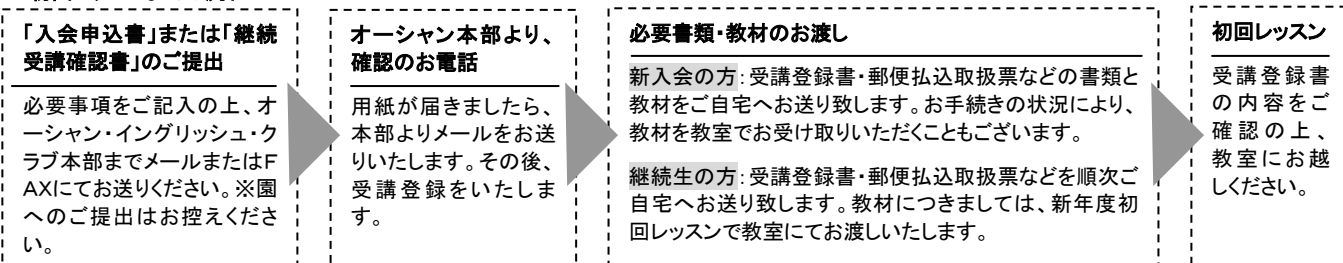 「入会申込書」または「継続
受講確認書」のご提出
必要事項をご記入の上、オ
ーシャン・イングリッシュ・ク
ラブ本部までメールまたはF
AXにてお送りください。※園
へのご提出はお控えくださ
い。
オーシャン本部より、
確認のお電話
用紙が届きましたら、
本部よりメールをお送
りいたします。その後、
受講登録をいたしま
す。
必要書類・教材のお渡し
新入会の方：受講登録書・郵便払込取扱票などの書類と
教材をご自宅へお送り致します。お手続きの状況により、
教材を教室でお受け取りいただくこともございます。
継続生の方：受講登録書・郵便払込取扱票などを順次ご
自宅へお送り致します。教材につきましては、新年度初
回レッスンで教室にてお渡しいたします。
初回レッスン
受講登録書
の内容をご
確認の上、
教室にお越
しください。